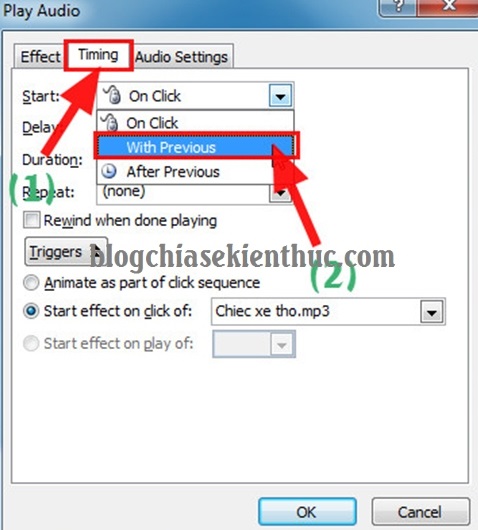 Play Audio
?
x
Effect Timing Audio Settings
Start: On Click
Delay: On Click
With Previous
Duration: After Previous
(1)
Repeat: (none)
Rewind when done playing
Triggers
blogchiasekienthuc.com
(2)
Animate as part of click sequence
Start effect on click of: Chiec xe tho.mp3
Start effect on play of:
OK Cancel